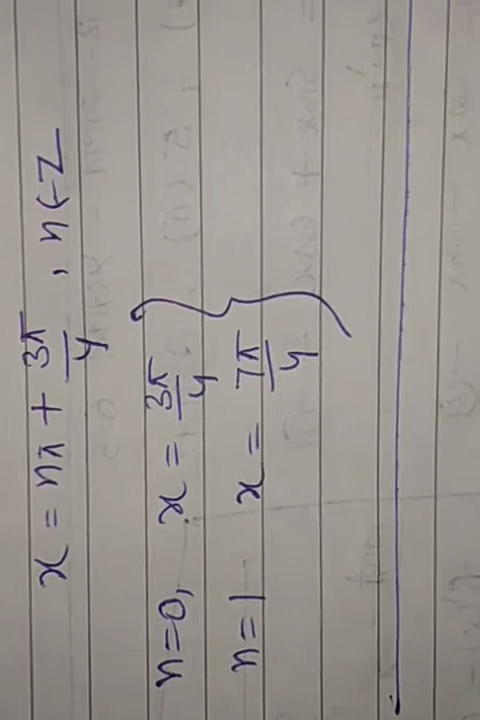 x = nπ + 3π/4 , n∈Z
n=0, x = 3π/4
n=1 x = 7π/4